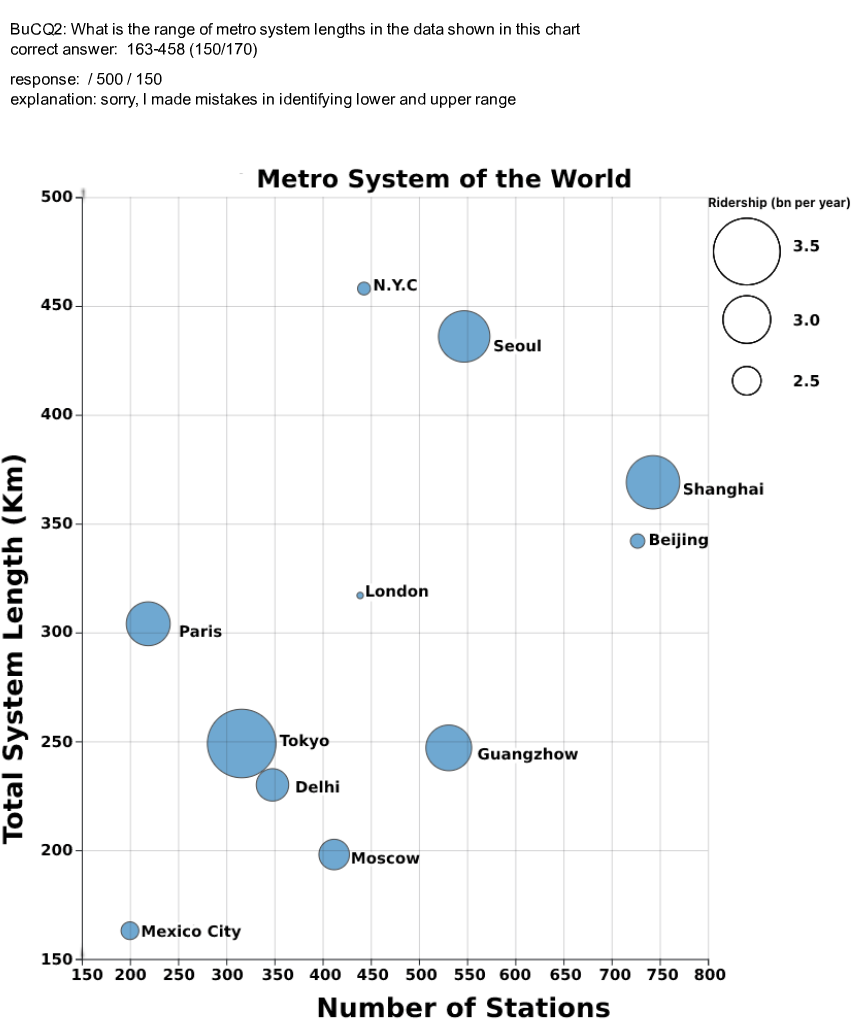 BuCQ2: What is the range of metro system lengths in the data shown in this chart
correct answer:  163-458 (150/170)
response:  / 500 / 150
explanation: sorry, I made mistakes in identifying lower and upper range
Metro System of the World
Ridership (bn per year)
3.5
3.0
2.5
Total System Length (Km)
500
450
400
350
300
250
200
150
N.Y.C
Seoul
Shanghai
Beijing
London
Paris
Tokyo
Guangzhow
Delhi
Moscow
Mexico City
150 200 250 300 350 400 450 500 550 600 650 700 750 800
Number of Stations